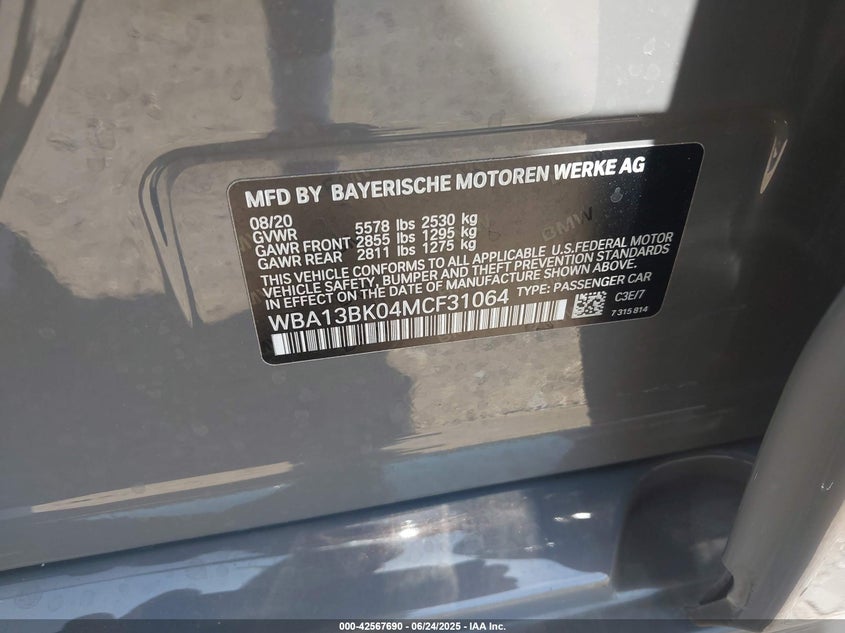 MFD BY BAYERISCHE MOTOREN WERKE AG
08/20
GVWR 5578 lbs 2530 kg
GAWR FRONT 2855 lbs 1295 kg
GAWR REAR 2811 lbs 1275 kg
THIS VEHICLE CONFORMS TO ALL APPLICABLE U.S.FEDERAL MOTOR
VEHICLE SAFETY, BUMPER AND THEFT PREVENTION STANDARDS
IN EFFECT ON THE DATE OF MANUFACTURE SHOWN ABOVE.
WBA13BK04MCF31064 TYPE: PASSENGER CAR
C3E/7
7 315 814
000-42567690 - 06/24/2025 - IAA Inc.